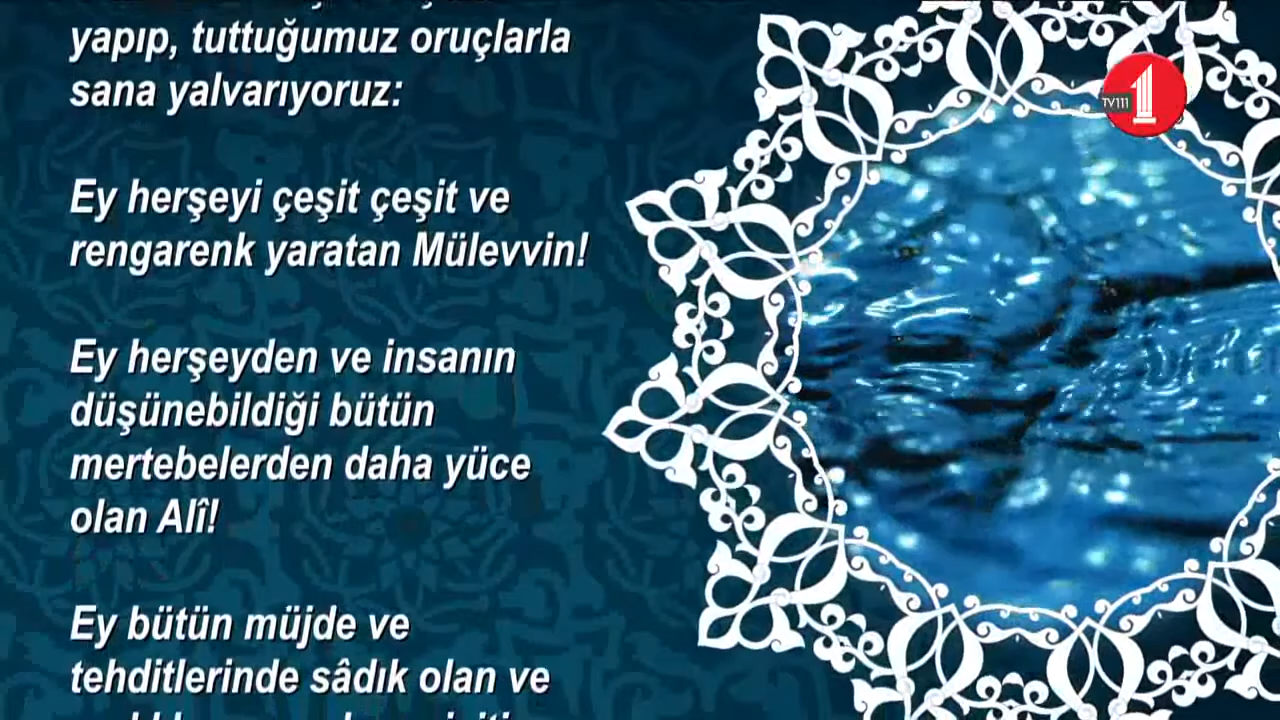 yapıp, tuttuğumuz oruçlarla
sana yalvarıyoruz:
Ey herşeyi çeşit çeşit ve
rengarenk yaratan Mülevvin!
Ey herşeyden ve insanın
düşünebildiği bütün
mertebelerden daha yüce
olan Alî!
Ey bütün müjde ve
tehditlerinde sâdık olan ve
TV111
1